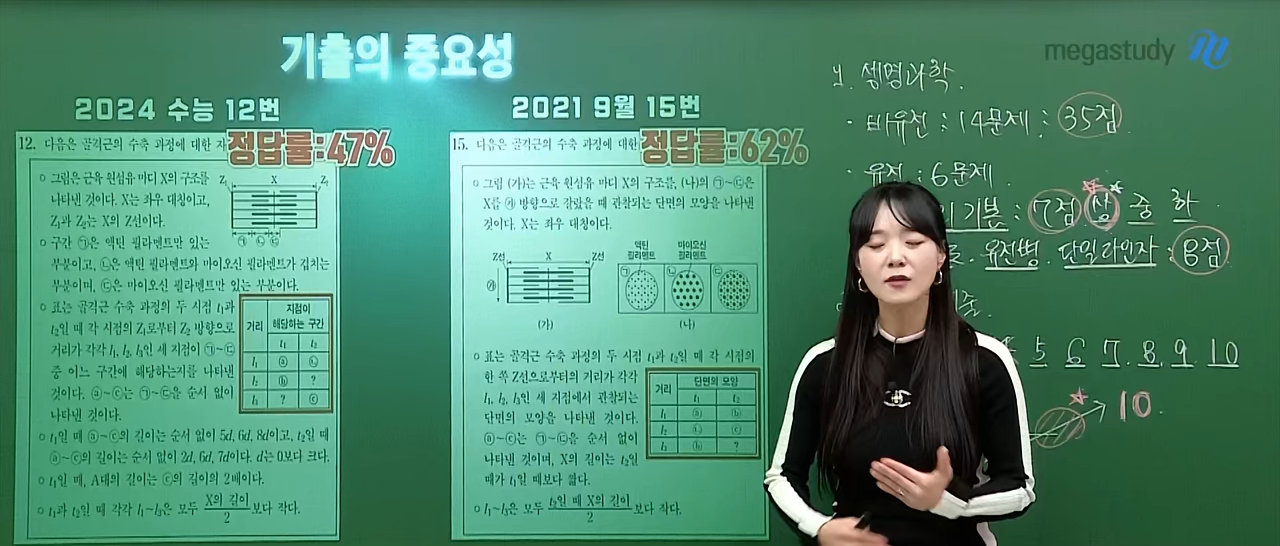 기출의 중요성
megastudy
2024 수능 12번
정답률:47%
12. 다음은 골격근의 수축 과정에 대한 자
○ 그림은 근육 원섬유 마디 X의 구조를
나타낸 것이다. X는 좌우 대칭이고,
Z₁과 Z₂는 X의 Z선이다.
Z₁ X Z₂
㉠ ㉡ ㉢
○ 구간 ㉠은 액틴 필라멘트만 있는
부분이고, ㉡은 액틴 필라멘트와 마이오신 필라멘트가 겹치는
부분이며, ㉢은 마이오신 필라멘트만 있는 부분이다.
○ 표는 골격근 수축 과정의 두 시점 t₁과
t₂일 때 각 시점의 Z₁로부터 Z₂ 방향으로
거리가 각각 l₁, l₂, l₃인 세 지점이 ㉠~㉢
중 어느 구간에 해당하는지를 나타낸
것이다. ⓐ~ⓒ는 ㉠~㉢을 순서 없이
나타낸 것이다.
거리 지점이 해당하는 구간
t₁ t₂
l₁ ⓐ ㉡
l₂ ⓑ ?
l₃ ? ⓒ
○ t₁일 때 ⓐ~ⓒ의 길이는 순서 없이 5d, 6d, 8d이고, t₂일 때
ⓐ~ⓒ의 길이는 순서 없이 2d, 6d, 7d이다. d는 0보다 크다.
○ t₁일 때, A대의 길이는 ⓒ의 길이의 2배이다.
○ t₁과 t₂일 때 각각 l₁~l₃은 모두 X의 길이/2 보다 작다.
2021 9월 15번
정답률:62%
15. 다음은 골격근의 수축 과정에 대한
○ 그림 (가)는 근육 원섬유 마디 X의 구조를, (나)의 ㉠~㉢은
X를 ㉮ 방향으로 잘랐을 때 관찰되는 단면의 모양을 나타낸
것이다. X는 좌우 대칭이다.
Z선 X Z선
㉮
(가)
액틴 필라멘트
마이오신 필라멘트
㉠ ㉡ ㉢
(나)
○ 표는 골격근 수축 과정의 두 시점 t₁과 t₂일 때 각 시점의
한 쪽 Z선으로부터의 거리가 각각
l₁, l₂, l₃인 세 지점에서 관찰되는
단면의 모양을 나타낸 것이다.
ⓐ~ⓒ는 ㉠~㉢을 순서 없이
나타낸 것이며, X의 길이는 t₂일
때가 t₁일 때보다 짧다.
거리 단면의 모양
t₁ t₂
l₁ ⓐ ⓑ
l₂ ㉠ ⓒ
l₃ ⓑ ?
○ l₁~l₃은 모두 t₂일 때 X의 길이/2 보다 작다.
생명과학
· 비유전 : 14문제 : 35점
· 유전 : 6문제
기본 : 7점 상 중 하
유전병. 단일라인자 : 8점
5 6 7. 8. 9. 10
10